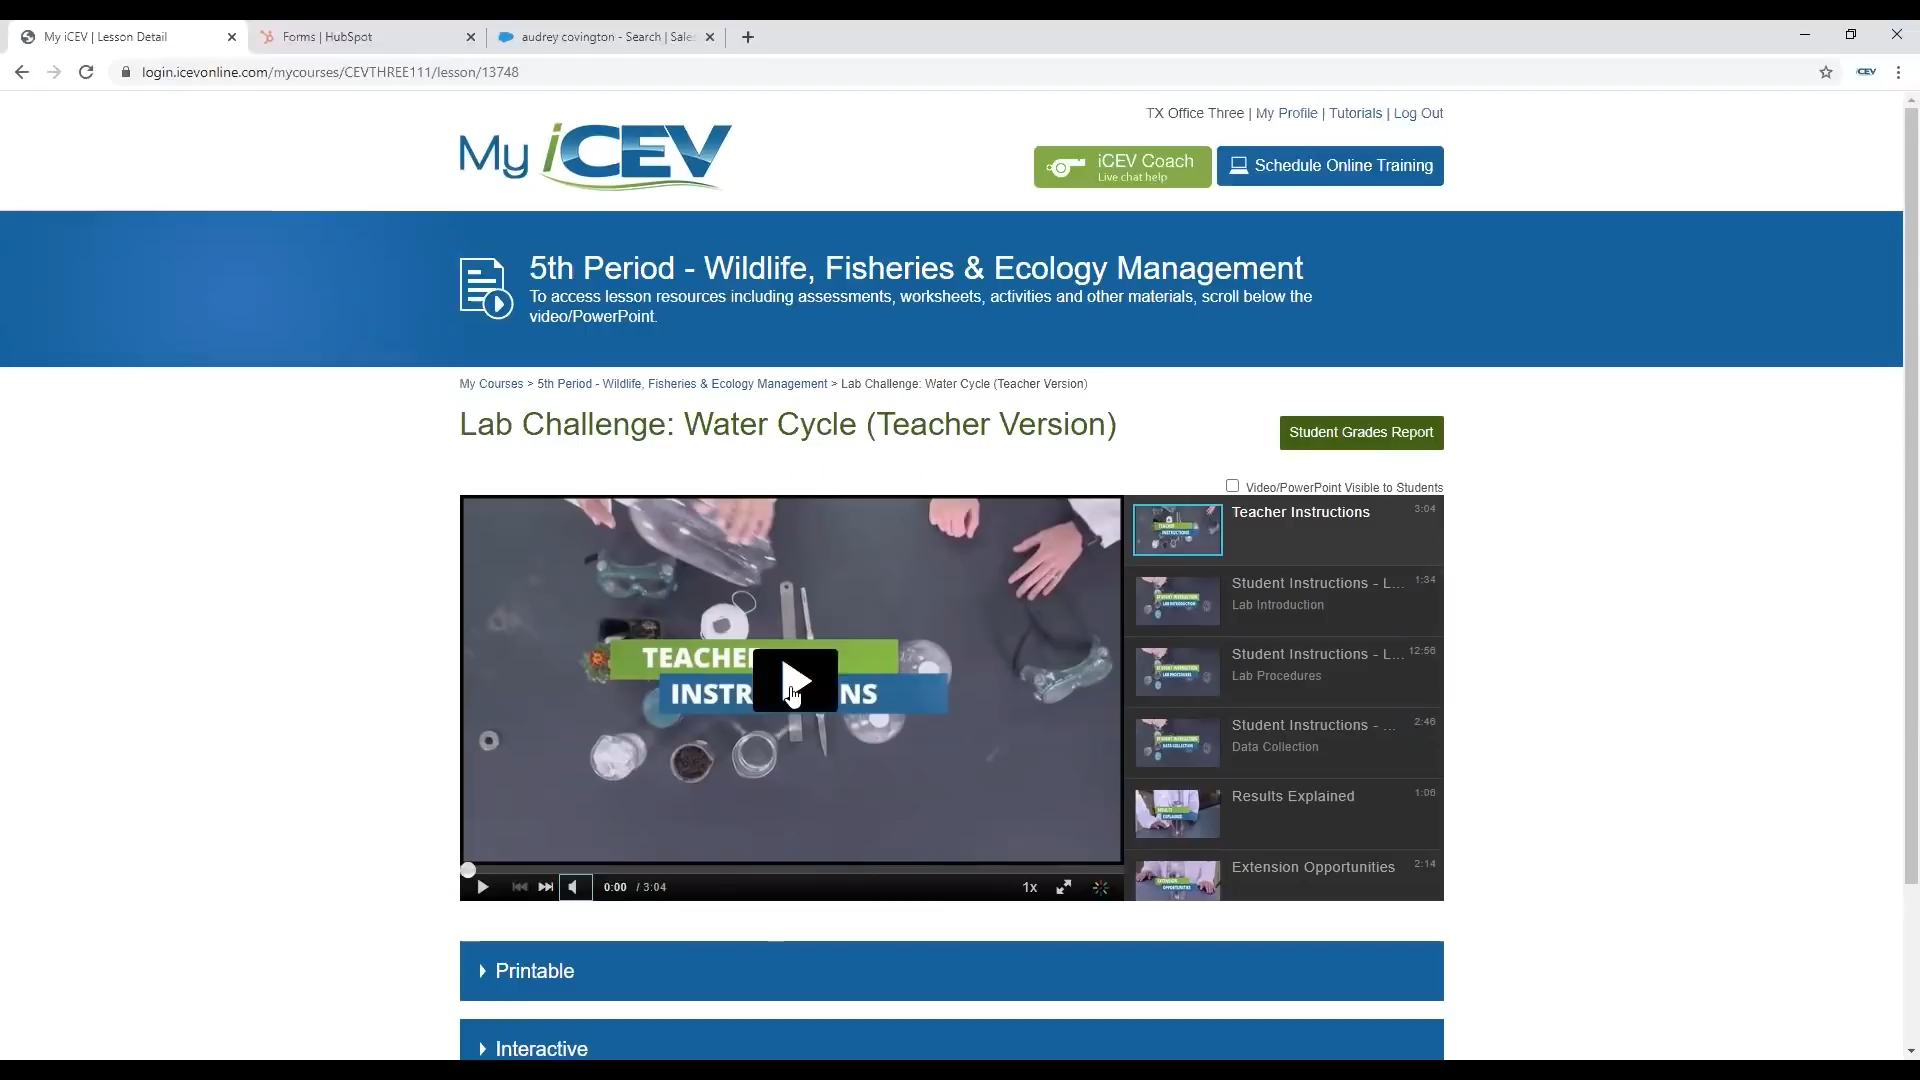 My iCEV | Lesson Detail
Forms | HubSpot
audrey covington - Search | Sale
login.icevonline.com/mycourses/CEVTHREE111/lesson/13748
CEV
TX Office Three | My Profile | Tutorials | Log Out
My iCEV
iCEV Coach
Live chat help
Schedule Online Training
5th Period - Wildlife, Fisheries & Ecology Management
To access lesson resources including assessments, worksheets, activities and other materials, scroll below the
video/PowerPoint.
My Courses > 5th Period - Wildlife, Fisheries & Ecology Management > Lab Challenge: Water Cycle (Teacher Version)
Lab Challenge: Water Cycle (Teacher Version)
Student Grades Report
Video/PowerPoint Visible to Students
TEACHE
INSTR NS
Teacher Instructions 3:04
Student Instructions - L... 1:34
Lab Introduction
Student Instructions - L... 12:56
Lab Procedures
Student Instructions - ... 2:46
Data Collection
Results Explained 1:06
Extension Opportunities 2:14
0:00 / 3:04
1x
Printable
Interactive